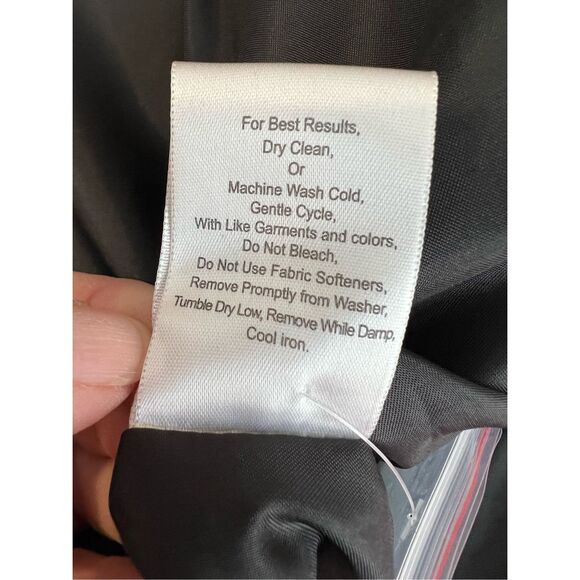 For Best Results,
Dry Clean,
Or
Machine Wash Cold,
Gentle Cycle,
With Like Garments and colors,
Do Not Bleach,
Do Not Use Fabric Softeners,
Remove Promptly from Washer,
Tumble Dry Low, Remove While Damp,
Cool iron.